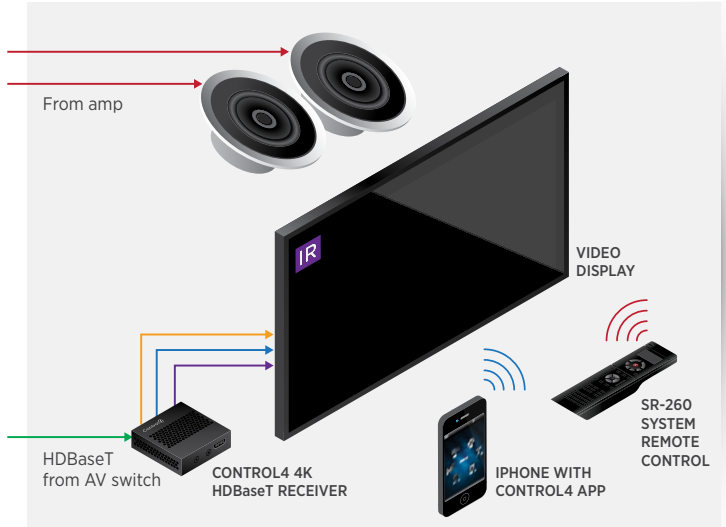 From amp
IR
VIDEO
DISPLAY
Control4
SR-260
SYSTEM
REMOTE
CONTROL
HDBaseT
from AV switch
CONTROL4 4K
HDBaseT RECEIVER
IPHONE WITH
CONTROL4 APP